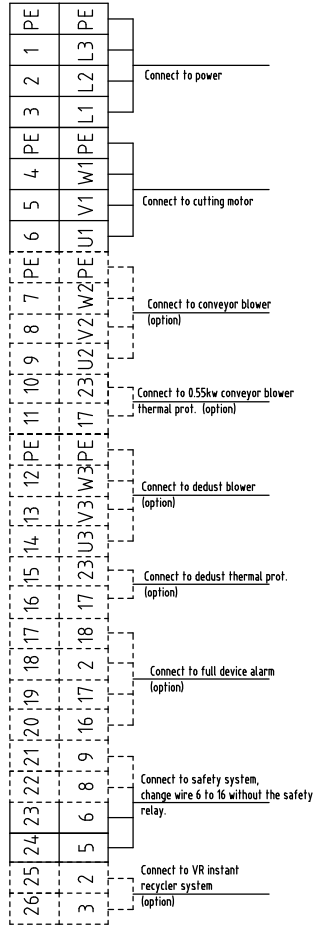 PE PE
1 L3
2 L2
3 L1
Connect to power
PE PE
4 W1
5 V1
6 U1
Connect to cutting motor
PE PE
7 W2
8 V2
9 U2
Connect to conveyor blower
(option)
10 23
11 17
Connect to 0.55kw conveyor blower
thermal prot. (option)
PE PE
12 W3
13 V3
14 U3
Connect to dedust blower
(option)
15 23
16 17
Connect to dedust thermal prot.
(option)
17 18
18 2
19 17
20 16
Connect to full device alarm
(option)
21 9
22 8
23 6
24 5
Connect to safety system,
change wire 6 to 16 without the safety
relay.
25 2
26 3
Connect to VR instant
recycler system
(option)